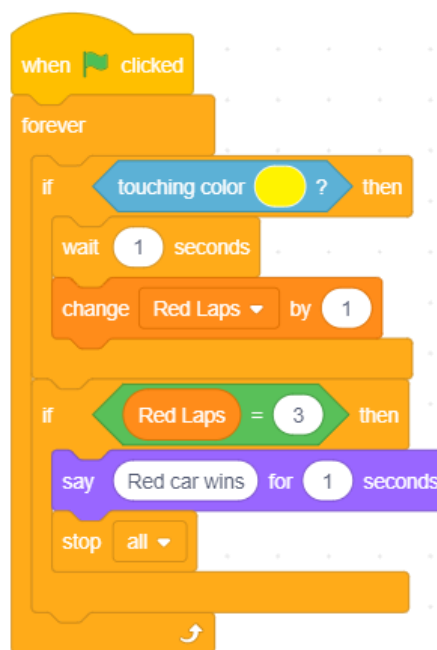 when clicked
forever
if touching color ? then
wait 1 seconds
change Red Laps by 1
if Red Laps = 3 then
say Red car wins for 1 seconds
stop all